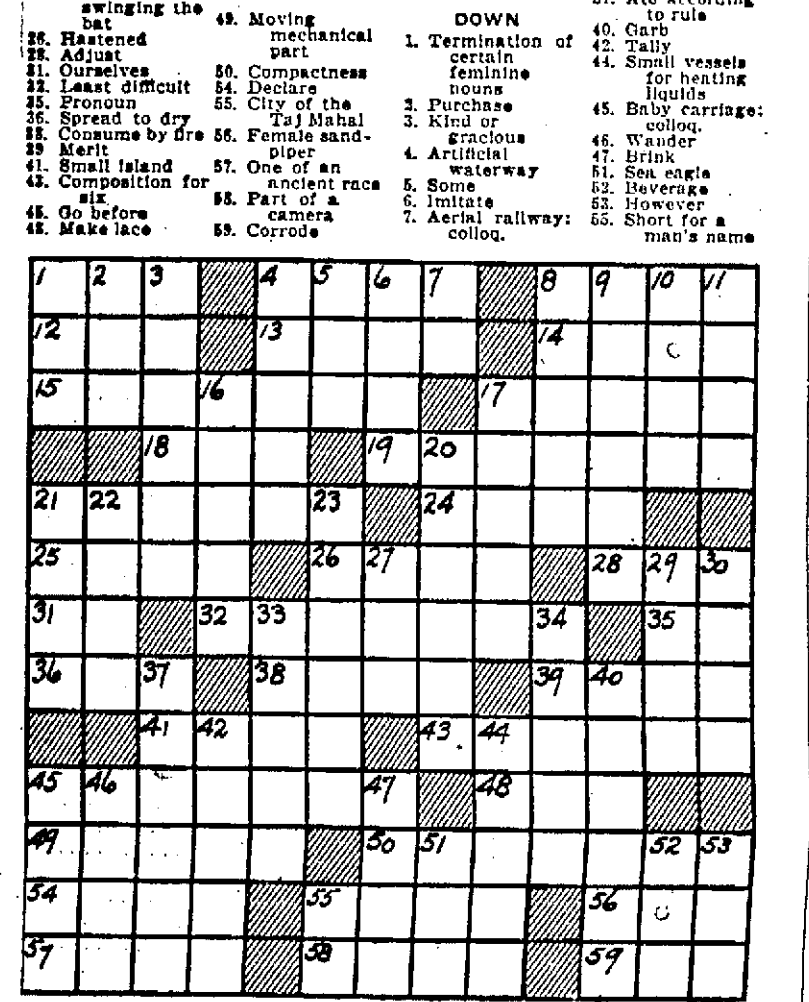 swinging the
bat
26. Hastened
28. Adjust
31. Ourselves
32. Least difficult
35. Pronoun
36. Spread to dry
38. Consume by fire
39 Merit
41. Small island
43. Composition for
six
45. Go before
48. Make lace
49. Moving
mechanical
part
50. Compactness
54. Declare
55. City of the
Taj Mahal
56. Female sand-
piper
57. One of an
ancient race
58. Part of a
camera
59. Corrode
DOWN
1. Termination of
certain
feminine
nouns
2. Purchase
3. Kind or
gracious
4. Artificial
waterway
5. Some
6. Imitate
7. Aerial railway:
colloq.
to rule
40. Garb
42. Tally
44. Small vessels
for heating
liquids
45. Baby carriage:
colloq.
46. Wander
47. Brink
51. Sea eagle
52. Beverage
53. However
55. Short for a
man's name
1 2 3 4 5 6 7 8 9 10 11
12 13 14
15 16 17
18 19 20
21 22 23 24
25 26 27 28 29 30
31 32 33 34 35
36 37 38 39 40
41 42 43 44
45 46 47 48
49 50 51 52 53
54 55 56
57 58 59